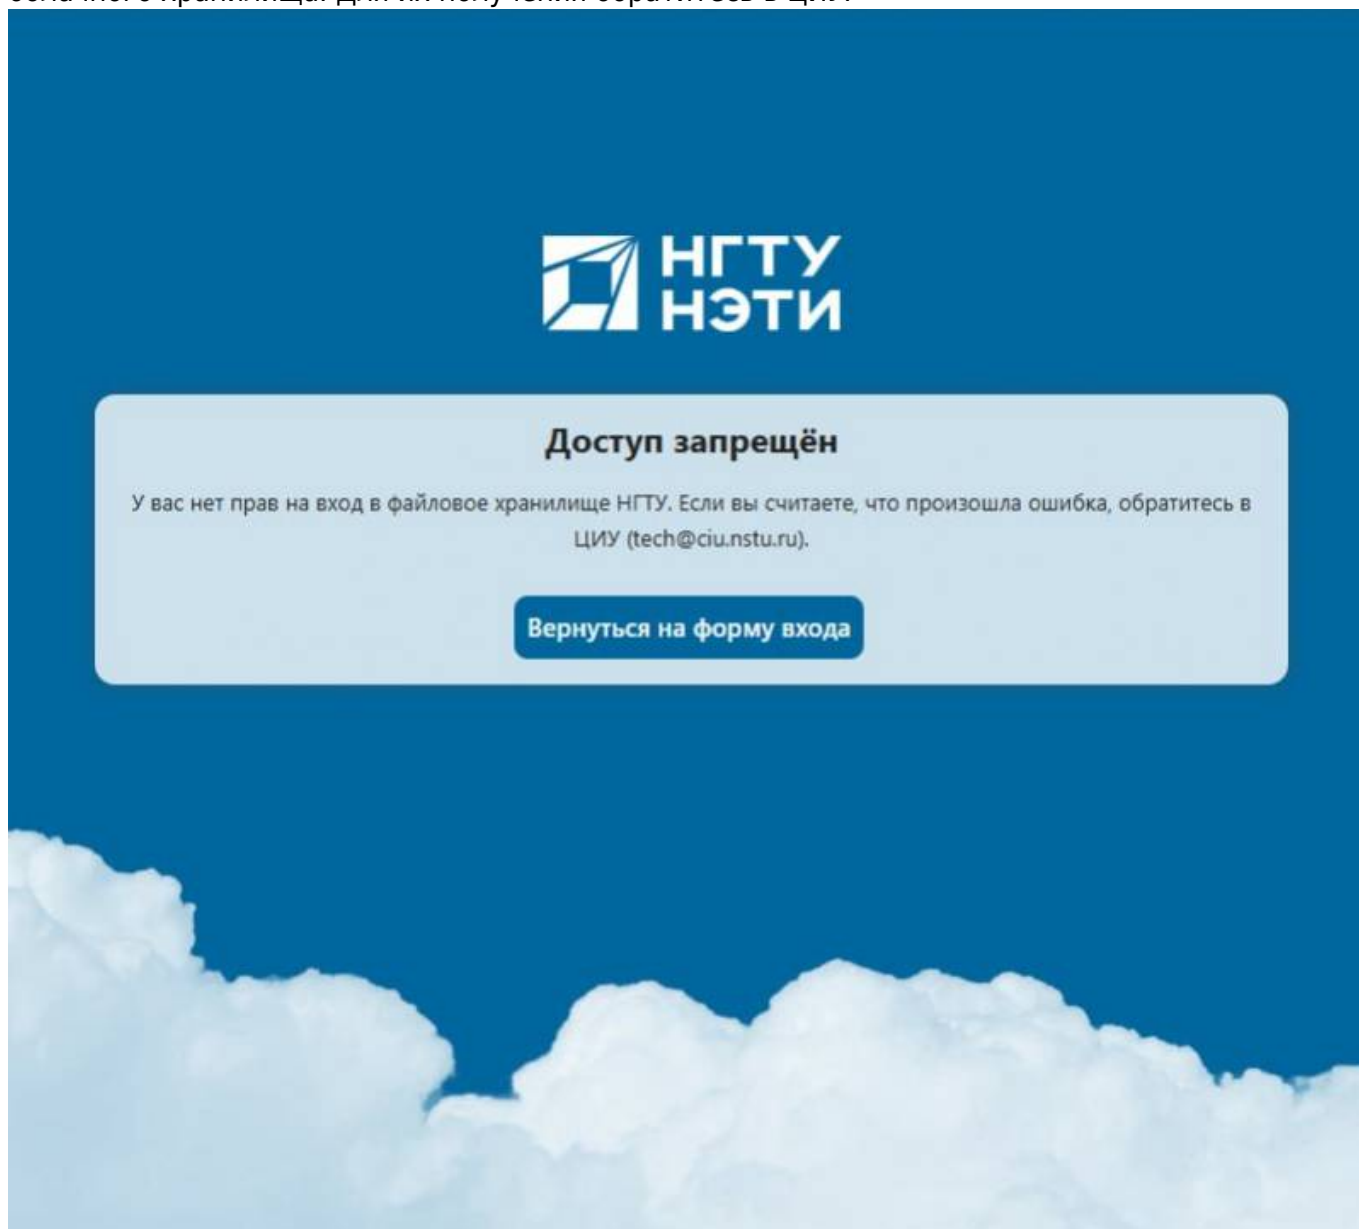 НГТУ
НЭТИ
Доступ запрещён
У вас нет прав на вход в файловое хранилище НГТУ. Если вы считаете, что произошла ошибка, обратитесь в
ЦИУ (tech@ciu.nstu.ru).
Вернуться на форму входа